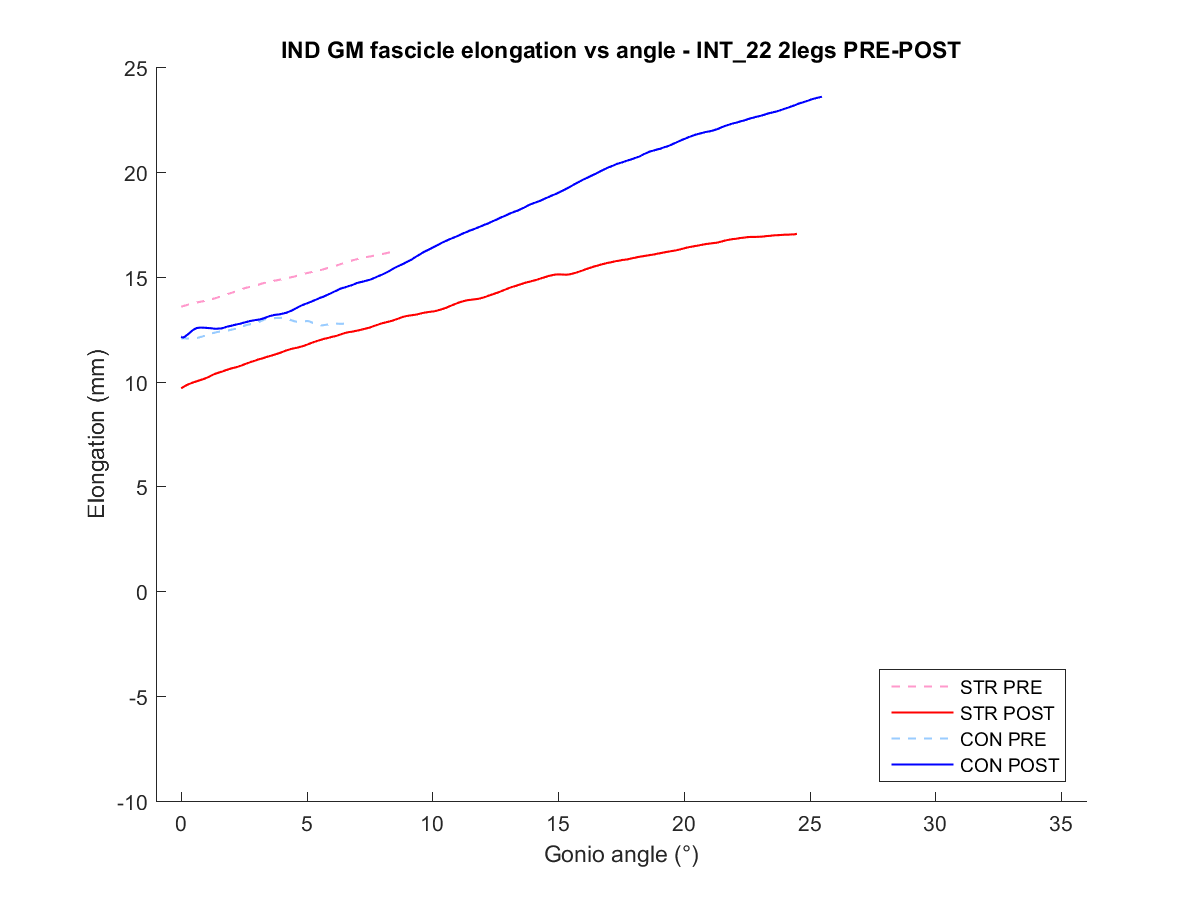 IND GM fascicle elongation vs angle - INT_22 2legs PRE-POST
25
20
15
10
5
0
-5
-10
Elongation (mm)
0 5 10 15 20 25 30 35
Gonio angle (°)
STR PRE
STR POST
CON PRE
CON POST